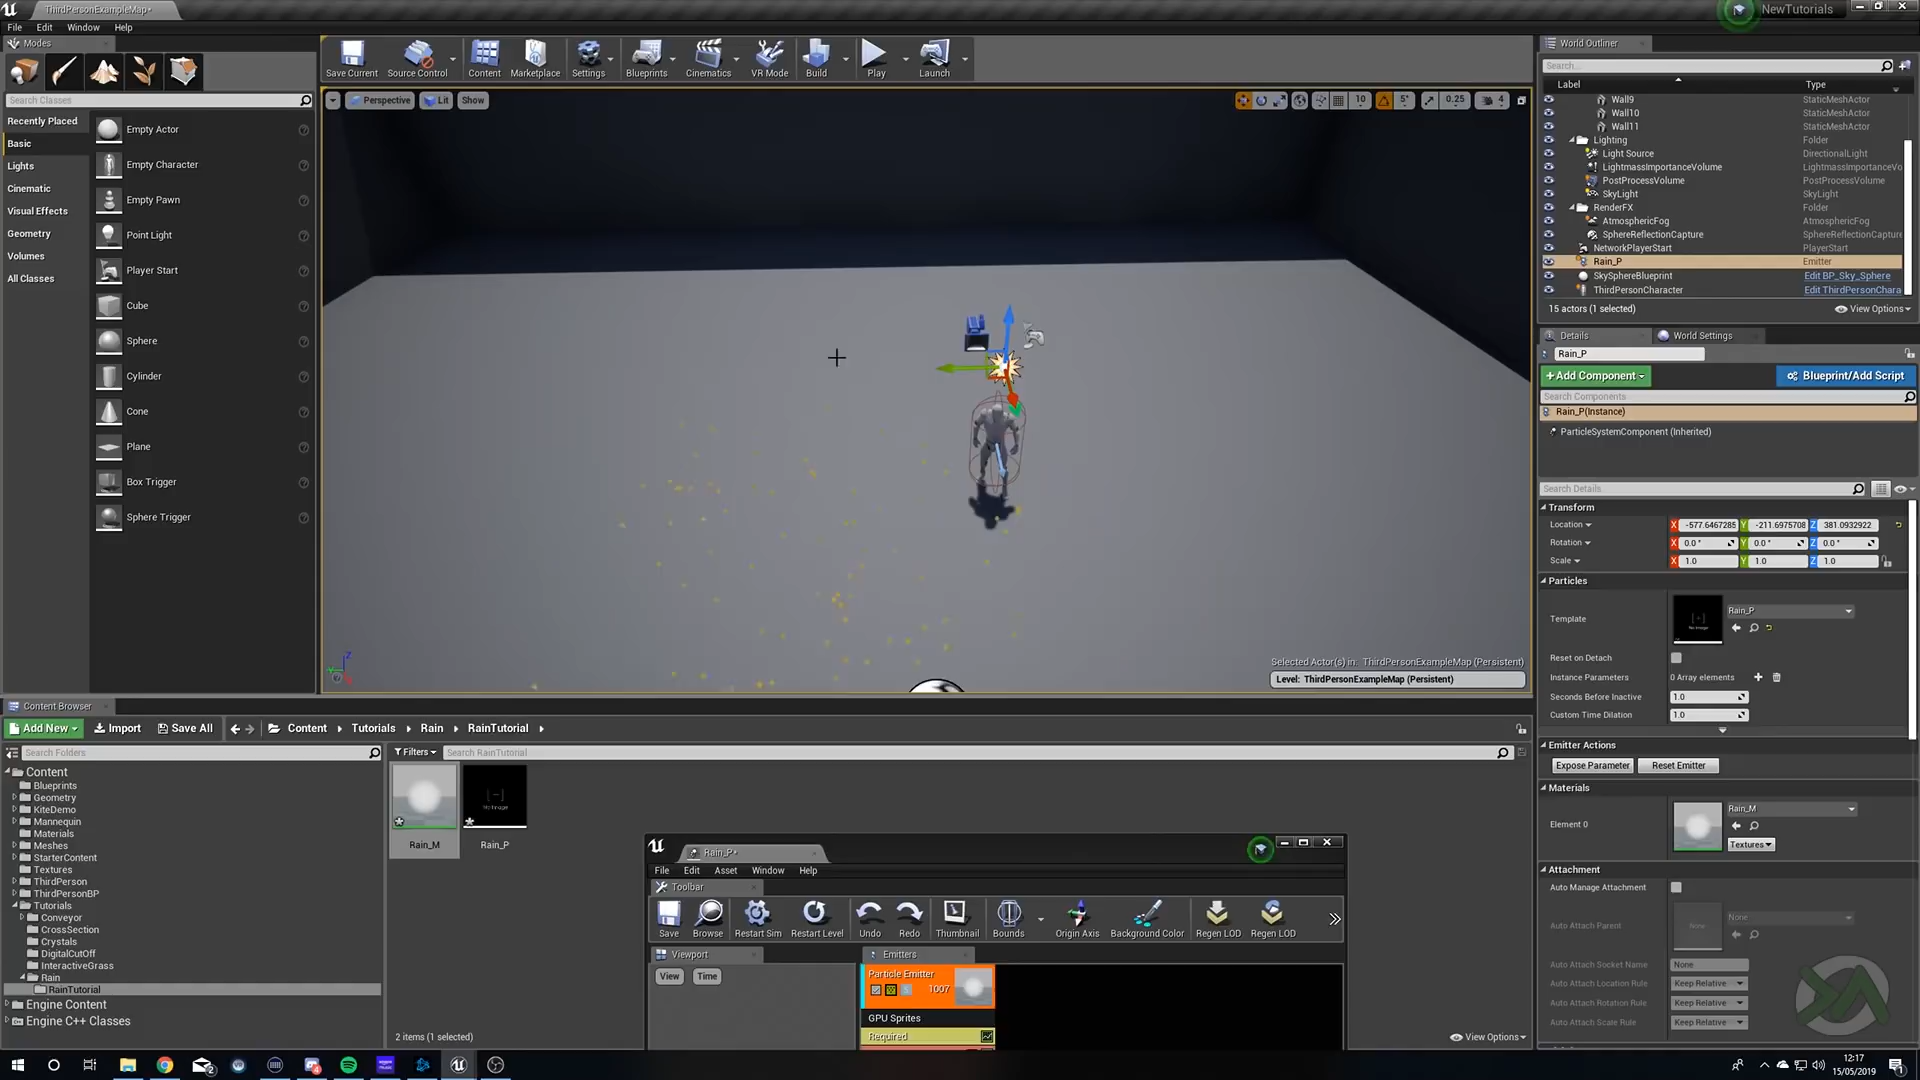 ThirdPersonExampleMap•
NewTutorials
File Edit Window Help
Modes
Search Classes
Recently Placed
Basic
Lights
Cinematic
Visual Effects
Geometry
Volumes
All Classes
Empty Actor
Empty Character
Empty Pawn
Point Light
Player Start
Cube
Sphere
Cylinder
Cone
Plane
Box Trigger
Sphere Trigger
Save Current Source Control Content Marketplace Settings Blueprints Cinematics VR Mode Build Play Launch
Perspective Lit Show
10 5° 0.25 4
Selected Actor(s) in: ThirdPersonExampleMap (Persistent)
Level: ThirdPersonExampleMap (Persistent)
World Outliner
Search...
Label Type
Wall9 StaticMeshActor
Wall10 StaticMeshActor
Wall11 StaticMeshActor
Lighting Folder
Light Source DirectionalLight
LightmassImportanceVolume LightmassImportanceVo
PostProcessVolume PostProcessVolume
SkyLight SkyLight
RenderFX Folder
AtmosphericFog AtmosphericFog
SphereReflectionCapture SphereReflectionCapture
NetworkPlayerStart PlayerStart
Rain_P Emitter
SkySphereBlueprint Edit BP_Sky_Sphere
ThirdPersonCharacter Edit ThirdPersonChara
15 actors (1 selected) View Options
Details World Settings
Rain_P
+Add Component Blueprint/Add Script
Search Components
Rain_P(Instance)
ParticleSystemComponent (Inherited)
Search Details
Transform
Location X -577.6467285 Y -211.6975708 Z 381.0932922
Rotation X 0.0° Y 0.0° Z 0.0°
Scale X 1.0 Y 1.0 Z 1.0
Particles
Template Rain_P
Reset on Detach
Instance Parameters 0 Array elements
Seconds Before Inactive 1.0
Custom Time Dilation 1.0
Emitter Actions
Expose Parameter Reset Emitter
Materials
Element 0 Rain_M
Textures
Attachment
Auto Manage Attachment
Auto Attach Parent None None
Auto Attach Socket Name None
Auto Attach Location Rule Keep Relative
Auto Attach Rotation Rule Keep Relative
Auto Attach Scale Rule Keep Relative
Content Browser
Add New Import Save All Content Tutorials Rain RainTutorial
Search Folders Filters Search RainTutorial
Content
Blueprints
Geometry
KiteDemo
Mannequin
Materials
Meshes
StarterContent
Textures
ThirdPerson
ThirdPersonBP
Tutorials
Conveyor
CrossSection
Crystals
DigitalCutOff
InteractiveGrass
Rain
RainTutorial
Engine Content
Engine C++ Classes
Rain_M Rain_P
2 items (1 selected) View Options
Rain_P•
File Edit Asset Window Help
Toolbar
Save Browse Restart Sim Restart Level Undo Redo Thumbnail Bounds Origin Axis Background Color Regen LOD Regen LOD
Viewport Emitters
View Time
Particle Emitter
1007
GPU Sprites
Required
12:17
15/05/2019